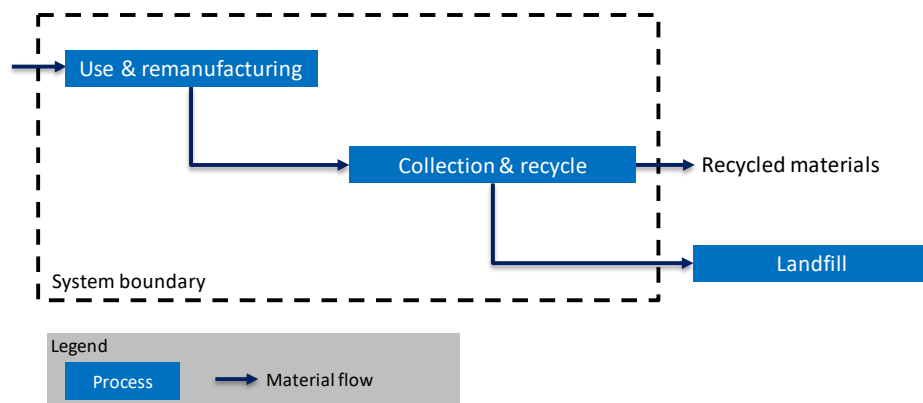 Use & remanufacturing
Collection & recycle
Recycled materials
Landfill
System boundary
Legend
Process
Material flow